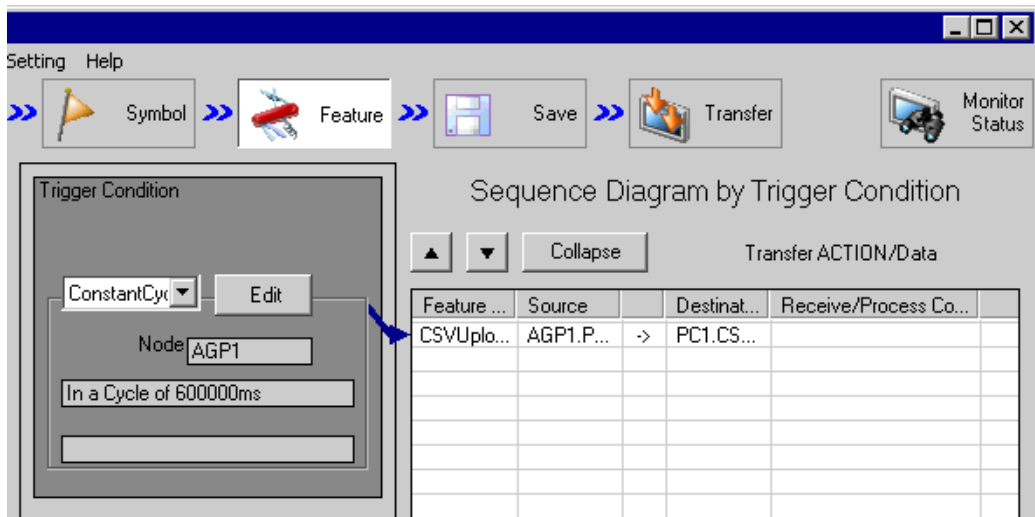 Setting Help
Symbol Feature Save Transfer Monitor Status
Trigger Condition
Sequence Diagram by Trigger Condition
Collapse Transfer ACTION/Data
ConstantCyc Edit
Feature ... Source Destinat... Receive/Process Co...
CSVUplo... AGP1.P... -> PC1.CS...
Node AGP1
In a Cycle of 600000ms